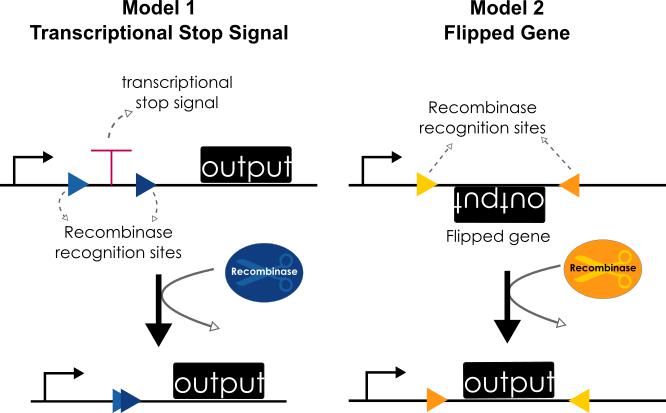 Model 1
Transcriptional Stop Signal
transcriptional
stop signal
output
Recombinase
recognition sites
Recombinase
output
Model 2
Flipped Gene
Recombinase
recognition sites
output
Flipped gene
Recombinase
output